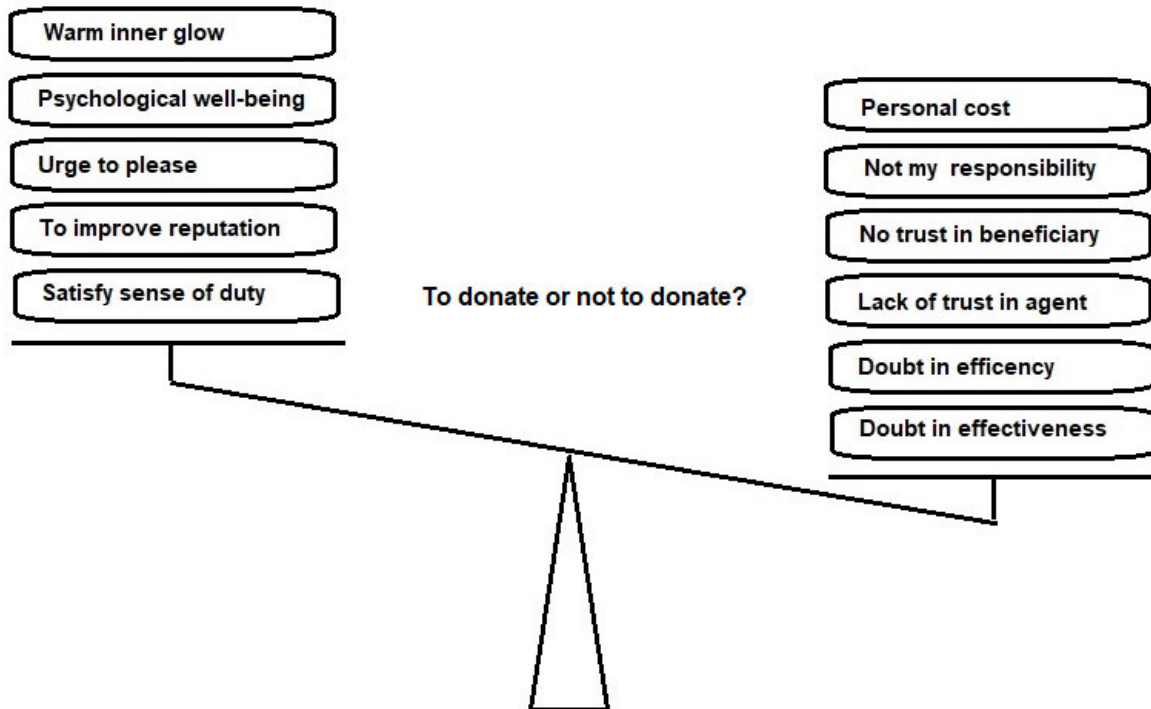 Warm inner glow
Psychological well-being
Urge to please
To improve reputation
Satisfy sense of duty
To donate or not to donate?
Personal cost
Not my responsibility
No trust in beneficiary
Lack of trust in agent
Doubt in efficency
Doubt in effectiveness